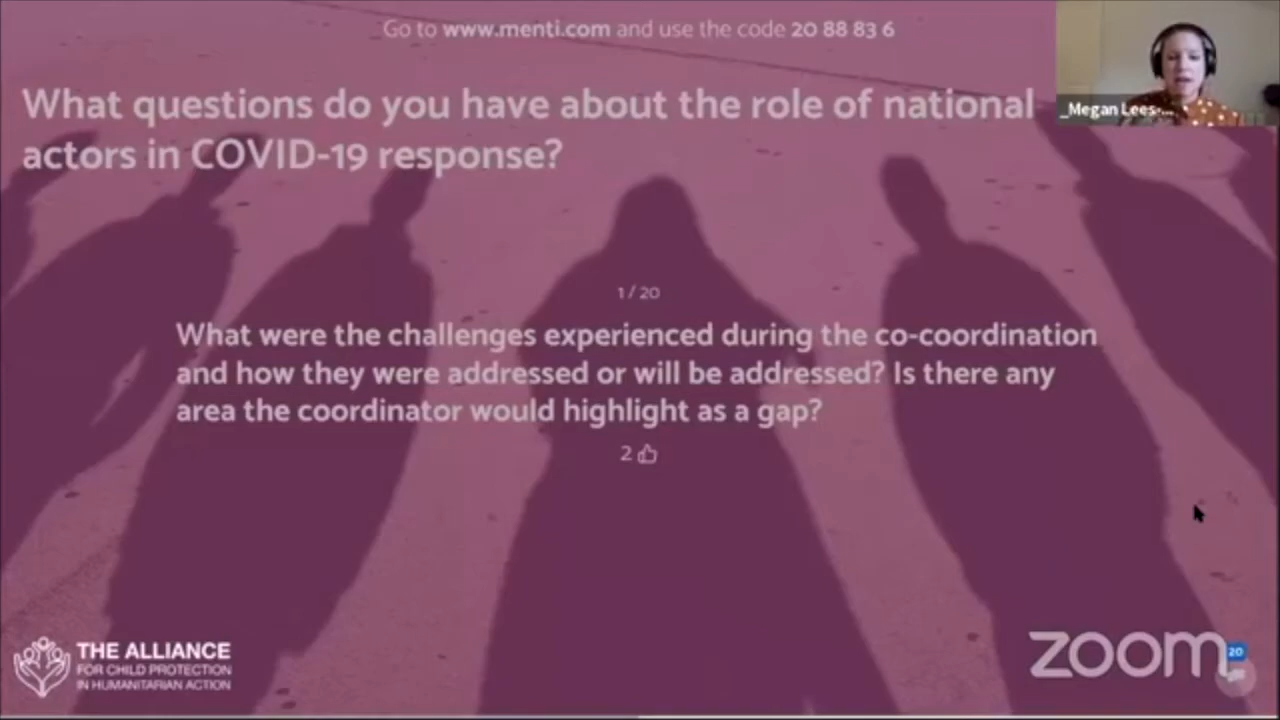 Go to www.menti.com and use the code 20 88 83 6
_Megan Lees-...
What questions do you have about the role of national
actors in COVID-19 response?
1 / 20
What were the challenges experienced during the co-coordination
and how they were addressed or will be addressed? Is there any
area the coordinator would highlight as a gap?
2
THE ALLIANCE
FOR CHILD PROTECTION
IN HUMANITARIAN ACTION
zoom
20